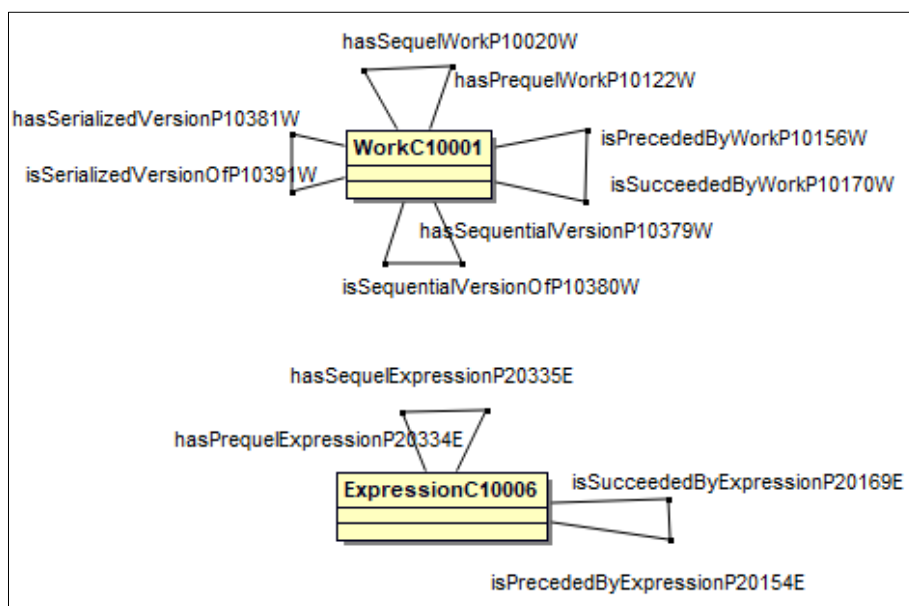 hasSequelWorkP10020W
hasPrequelWorkP10122W
hasSerializedVersionP10381W
isPrecededByWorkP10156W
WorkC10001
isSerializedVersionOfP10391W
isSucceededByWorkP10170W
hasSequentialVersionP10379W
isSequentialVersionOfP10380W
hasSequelExpressionP20335E
hasPrequelExpressionP20334E
isSucceededByExpressionP20169E
ExpressionC10006
isPrecededByExpressionP20154E